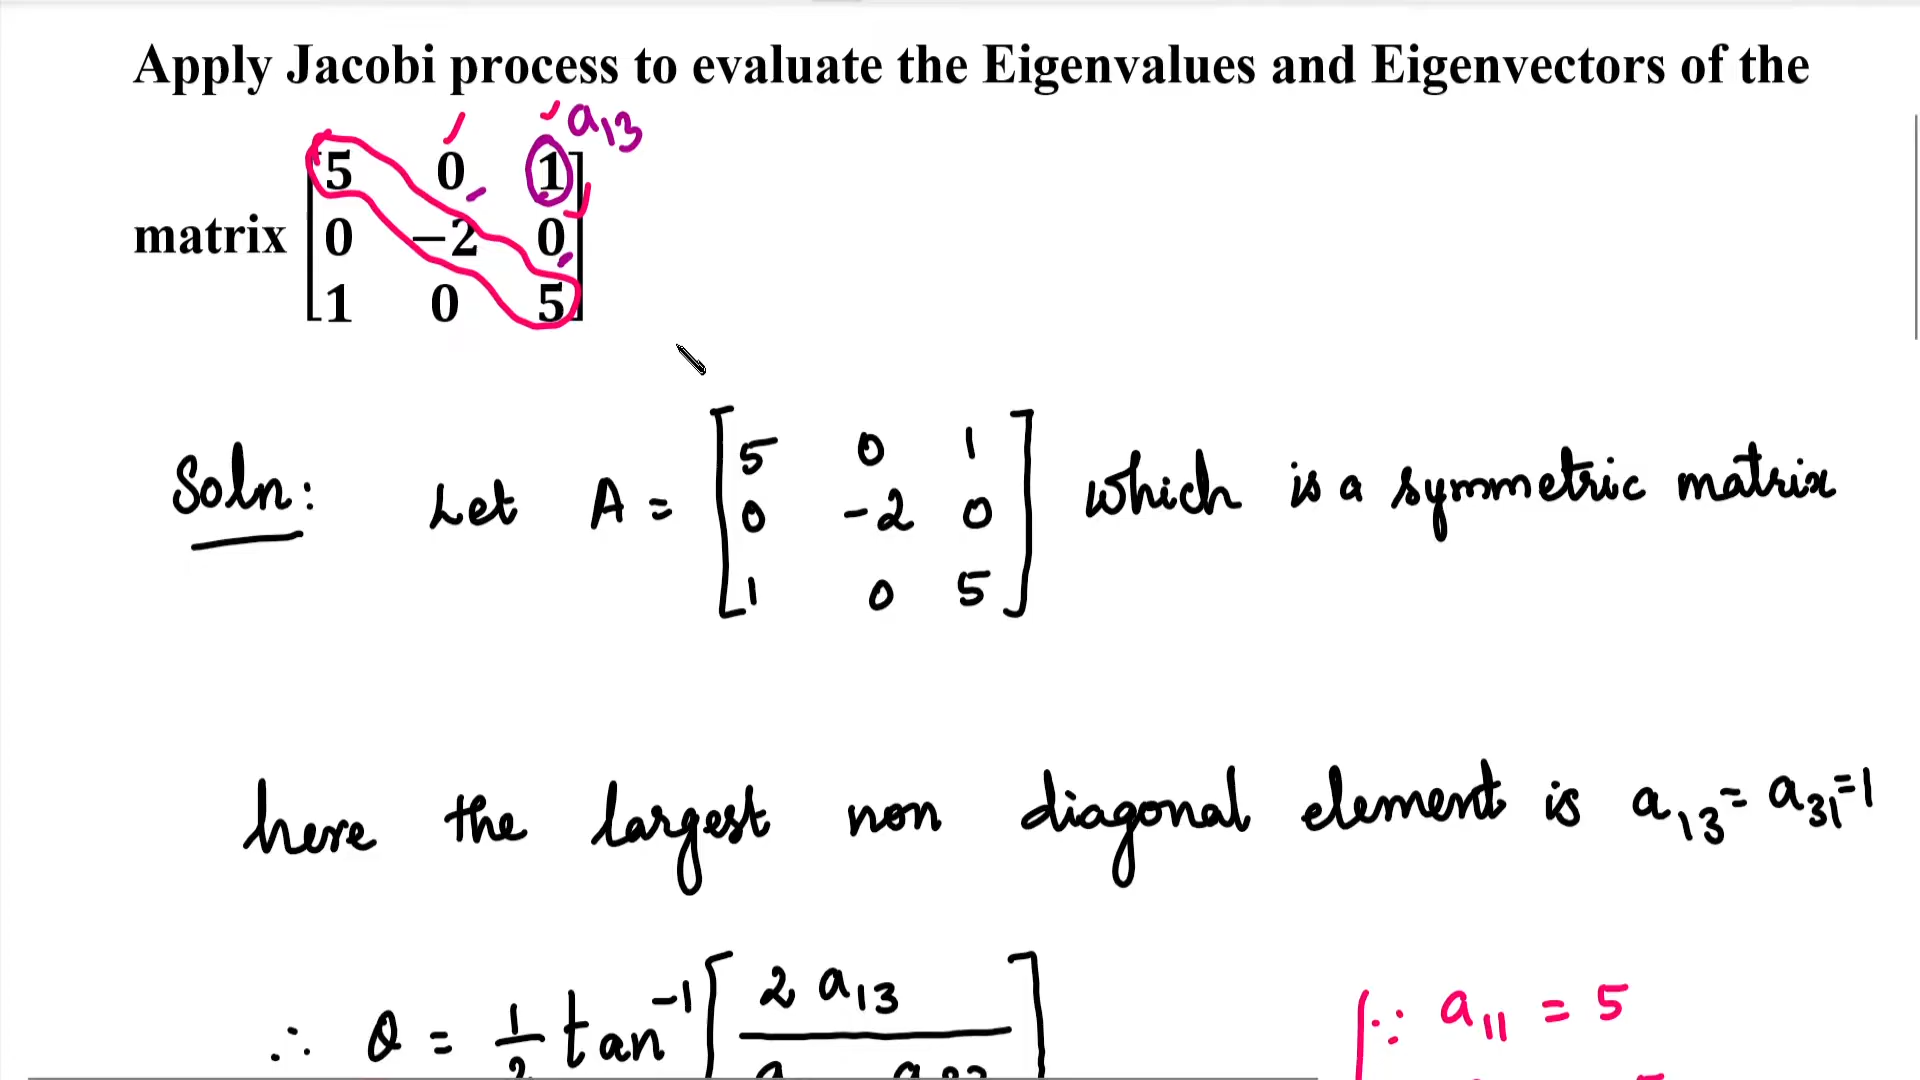 Apply Jacobi process to evaluate the Eigenvalues and Eigenvectors of the
a13
5 0 1
matrix 0 −2 0
1 0 5
5 0 1
Soln: Let A = 0 -2 0 which is a symmetric matrix
1 0 5
here the largest non diagonal element is a13 = a31 = 1
2 a13 ∵ a11 = 5
∴ θ = 1/2 tan-1 [ ]